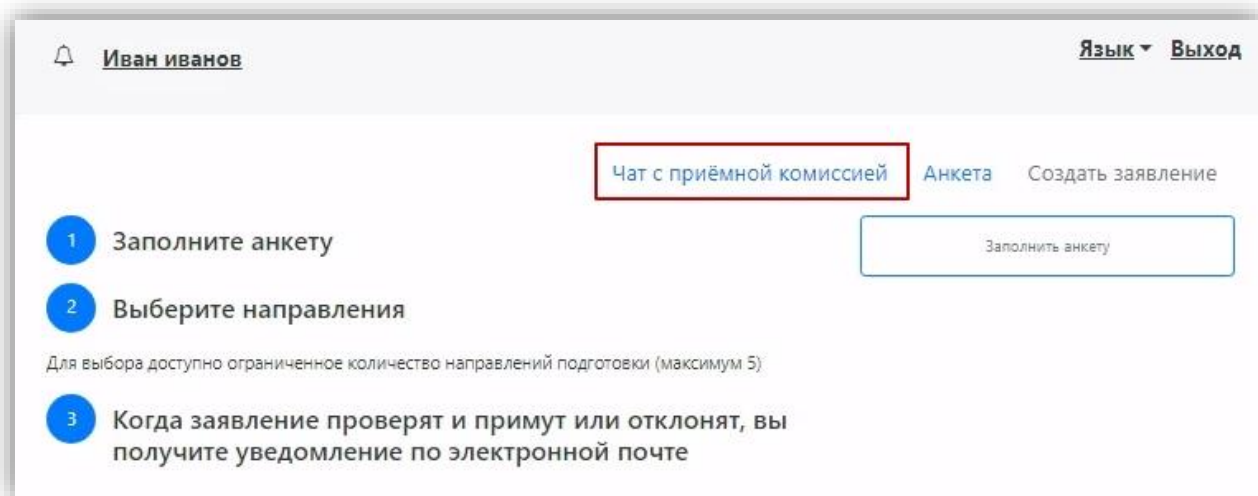 Иван иванов
Язык Выход
Чат с приёмной комиссией Анкета Создать заявление
1 Заполните анкету
Заполнить анкету
2 Выберите направления
Для выбора доступно ограниченное количество направлений подготовки (максимум 5)
3 Когда заявление проверят и примут или отклонят, вы
получите уведомление по электронной почте